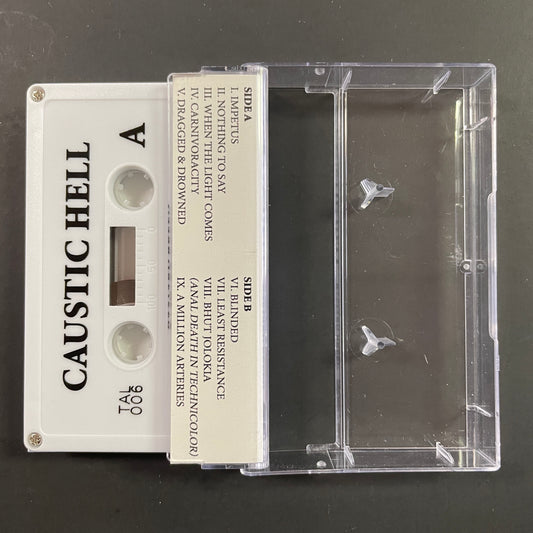 CAUSTIC HELL
A
TAL
006
SIDE A
I. IMPETUS
II. NOTHING TO SAY
III. WHEN THE LIGHT COMES
IV. CARNIVORACITY
V. DRAGGED & DROWNED
SIDE B
VI. BLINDED
VII. LEAST RESISTANCE
VIII. BHUT JOLOKIA
(ANAL DEATH IN TECHNICOLOR)
IX. A MILLION ARTERIES